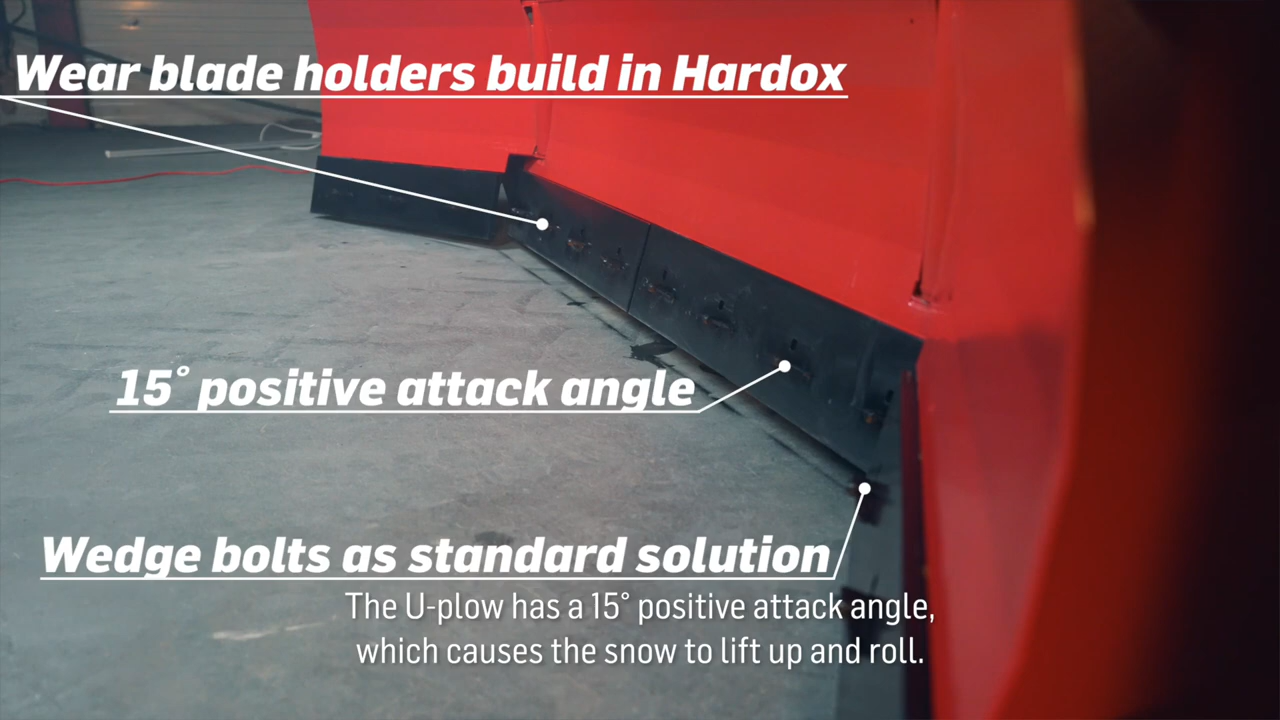 Wear blade holders build in Hardox
15° positive attack angle
Wedge bolts as standard solution
The U-plow has a 15° positive attack angle,
which causes the snow to lift up and roll.